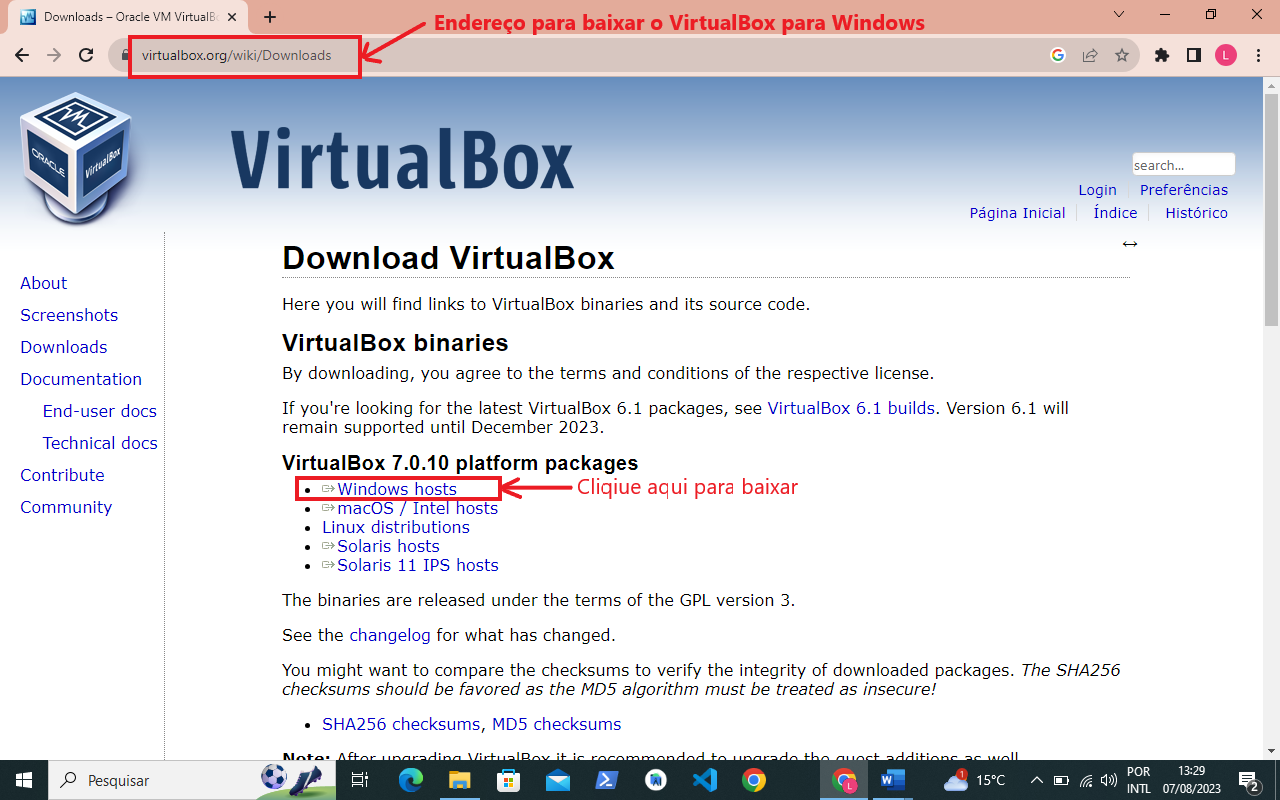 Downloads – Oracle VM VirtualBo
Endereço para baixar o VirtualBox para Windows
virtualbox.org/wiki/Downloads
L
ORACLE
VirtualBox
VirtualBox
search...
Login
Preferências
Página Inicial
Índice
Histórico
Download VirtualBox
About
Here you will find links to VirtualBox binaries and its source code.
Screenshots
VirtualBox binaries
Downloads
By downloading, you agree to the terms and conditions of the respective license.
Documentation
If you're looking for the latest VirtualBox 6.1 packages, see VirtualBox 6.1 builds. Version 6.1 will
remain supported until December 2023.
End-user docs
Technical docs
Contribute
Community
VirtualBox 7.0.10 platform packages
Windows hosts
Cliqiue aqui para baixar
macOS / Intel hosts
Linux distributions
Solaris hosts
Solaris 11 IPS hosts
The binaries are released under the terms of the GPL version 3.
See the changelog for what has changed.
You might want to compare the checksums to verify the integrity of downloaded packages. The SHA256
checksums should be favored as the MD5 algorithm must be treated as insecure!
SHA256 checksums, MD5 checksums
Note: After upgrading VirtualBox it is recommended to upgrade the guest additions as well.
Pesquisar
L
W
1
15°C
POR
INTL
13:29
07/08/2023
2